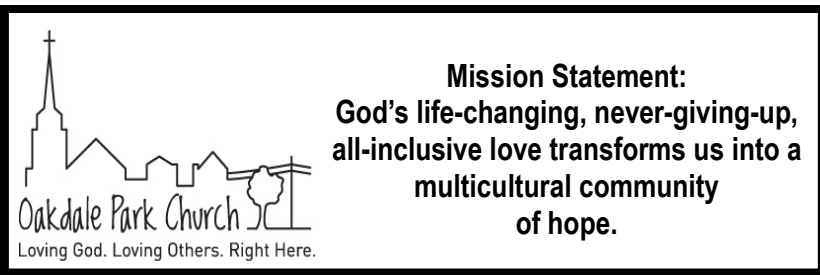 Oakdale Park Church
Loving God. Loving Others. Right Here.
Mission Statement:
God’s life-changing, never-giving-up,
all-inclusive love transforms us into a
multicultural community
of hope.